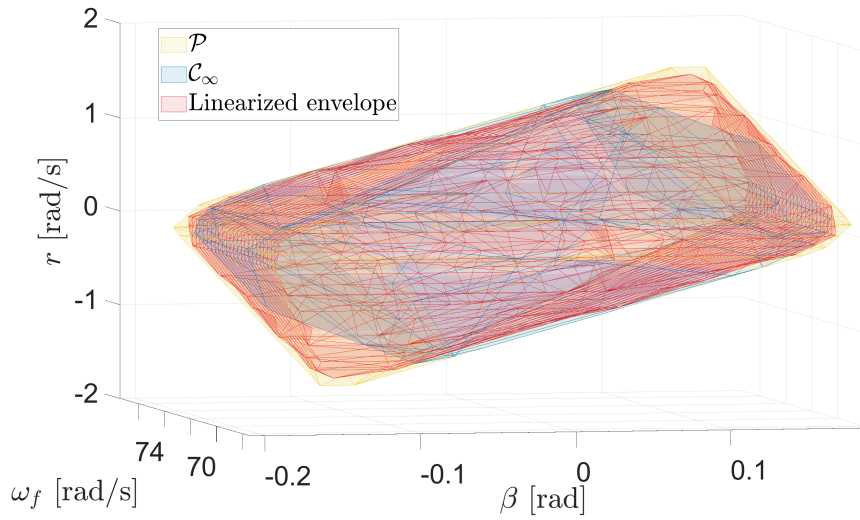 2
𝒫
𝒞∞
Linearized envelope
1
0
-1
-2
r [rad/s]
74
70
ω_f [rad/s]
-0.2
-0.1
0
0.1
β [rad]